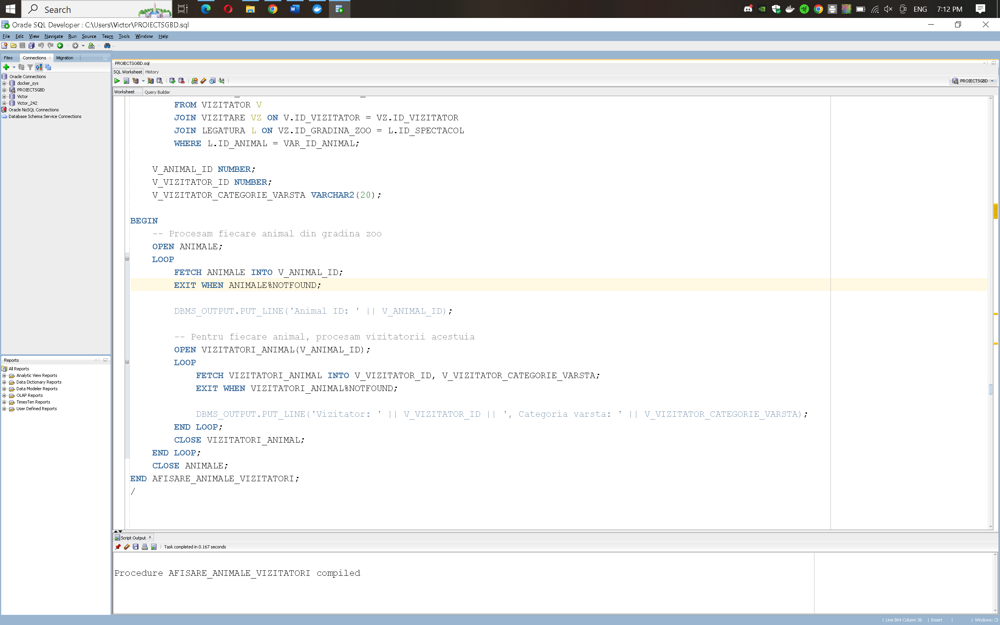 Search
ENG
7:12 PM
Oracle SQL Developer : C:\Users\Victor\PROIECTSGBD.sql
File Edit View Navigate Run Source Team Tools Window Help
Files Connections Migration
Oracle Connections
docker_sys
PROIECTSGBD
Victor
Victor_242
Oracle NoSQL Connections
Database Schema Service Connections
Reports
All Reports
Analytic View Reports
Data Dictionary Reports
Data Modeler Reports
OLAP Reports
TimesTen Reports
User Defined Reports
PROIECTSGBD.sql
SQL Worksheet History
PROIECTSGBD
Worksheet Query Builder
FROM VIZITATOR V
JOIN VIZITARE VZ ON V.ID_VIZITATOR = VZ.ID_VIZITATOR
JOIN LEGATURA L ON VZ.ID_GRADINA_ZOO = L.ID_SPECTACOL
WHERE L.ID_ANIMAL = VAR_ID_ANIMAL;
V_ANIMAL_ID NUMBER;
V_VIZITATOR_ID NUMBER;
V_VIZITATOR_CATEGORIE_VARSTA VARCHAR2(20);
BEGIN
-- Procesam fiecare animal din gradina zoo
OPEN ANIMALE;
LOOP
FETCH ANIMALE INTO V_ANIMAL_ID;
EXIT WHEN ANIMALE%NOTFOUND;
DBMS_OUTPUT.PUT_LINE('Animal ID: ' || V_ANIMAL_ID);
-- Pentru fiecare animal, procesam vizitatorii acestuia
OPEN VIZITATORI_ANIMAL(V_ANIMAL_ID);
LOOP
FETCH VIZITATORI_ANIMAL INTO V_VIZITATOR_ID, V_VIZITATOR_CATEGORIE_VARSTA;
EXIT WHEN VIZITATORI_ANIMAL%NOTFOUND;
DBMS_OUTPUT.PUT_LINE('Vizitator: ' || V_VIZITATOR_ID || ', Categoria varsta: ' || V_VIZITATOR_CATEGORIE_VARSTA);
END LOOP;
CLOSE VIZITATORI_ANIMAL;
END LOOP;
CLOSE ANIMALE;
END AFISARE_ANIMALE_VIZITATORI;
/
Script Output
Task completed in 0.167 seconds
Procedure AFISARE_ANIMALE_VIZITATORI compiled
Line 864 Column 36 Insert Windows: